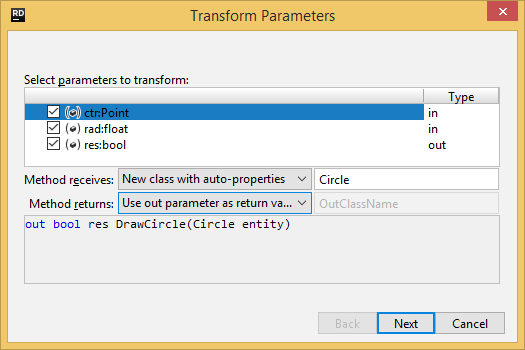 RD
Transform Parameters
Select parameters to transform:
Type
ctr:Point in
rad:float in
res:bool out
Method receives: New class with auto-properties Circle
Method returns: Use out parameter as return va... OutClassName
out bool res DrawCircle(Circle entity)
Back Next Cancel